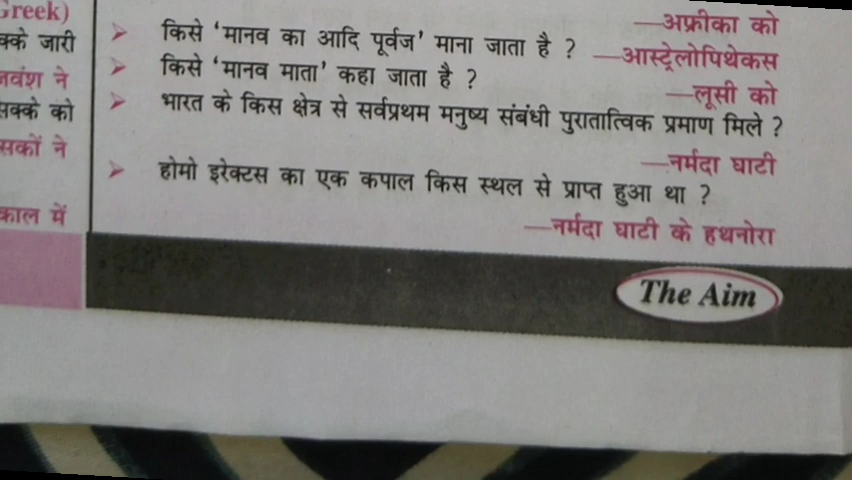 Greek)
क्के जारी
जवंश ने
सक्के को
सकों ने
काल में
—अफ्रीका को
➤ किसे ‘मानव का आदि पूर्वज’ माना जाता है ?
—आस्ट्रेलोपिथेकस
➤ किसे ‘मानव माता’ कहा जाता है ?
—लूसी को
➤ भारत के किस क्षेत्र से सर्वप्रथम मनुष्य संबंधी पुरातात्विक प्रमाण मिले ?
—नर्मदा घाटी
➤ होमो इरेक्टस का एक कपाल किस स्थल से प्राप्त हुआ था ?
—नर्मदा घाटी के हथनोरा
The Aim